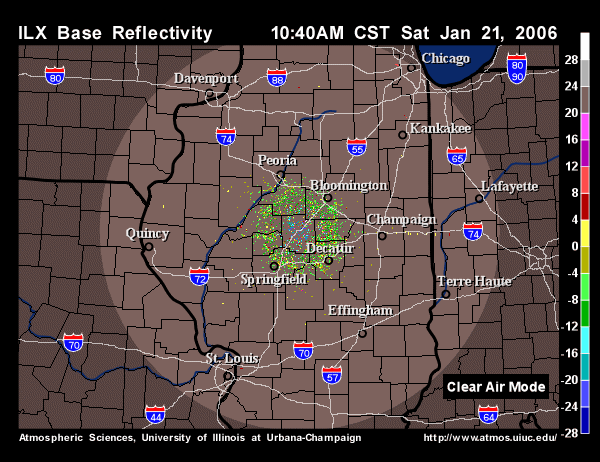 ILX Base Reflectivity 10:40AM CST Sat Jan 21, 2006
Chicago
80
88
80
90
28
Davenport
24
20
74
Kankakee
16
55
65
12
Peoria
Bloomington
Lafayette
8
4
Quincy
Champaign
74
0
Decatur
-4
72
Springfield
Terre Haute
-8
Effingham
-12
70
St. Louis
70
-16
57
-20
Clear Air Mode
44
64
-24
-28
Atmospheric Sciences, University of Illinois at Urbana-Champaign http://www.atmos.uiuc.edu/